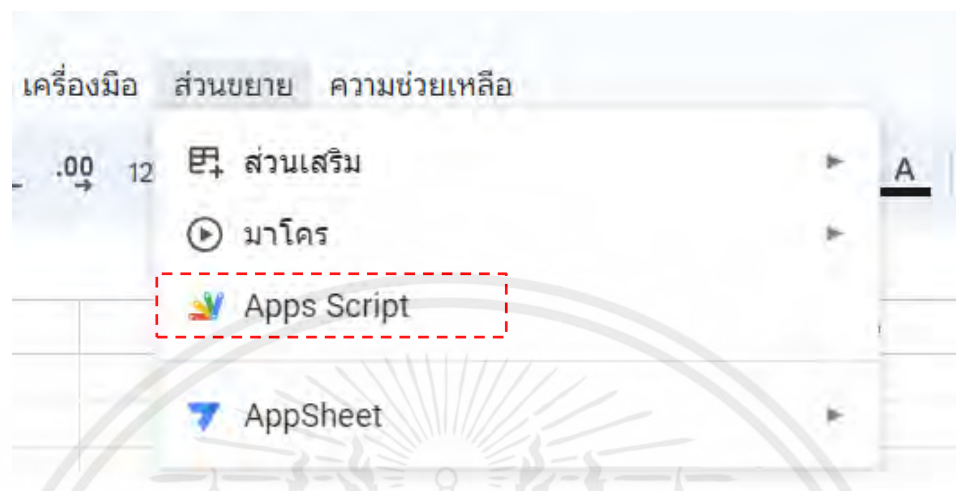 เครื่องมือ ส่วนขยาย ความช่วยเหลือ
.00 12 ส่วนเสริม A
มาโคร
Apps Script
AppSheet